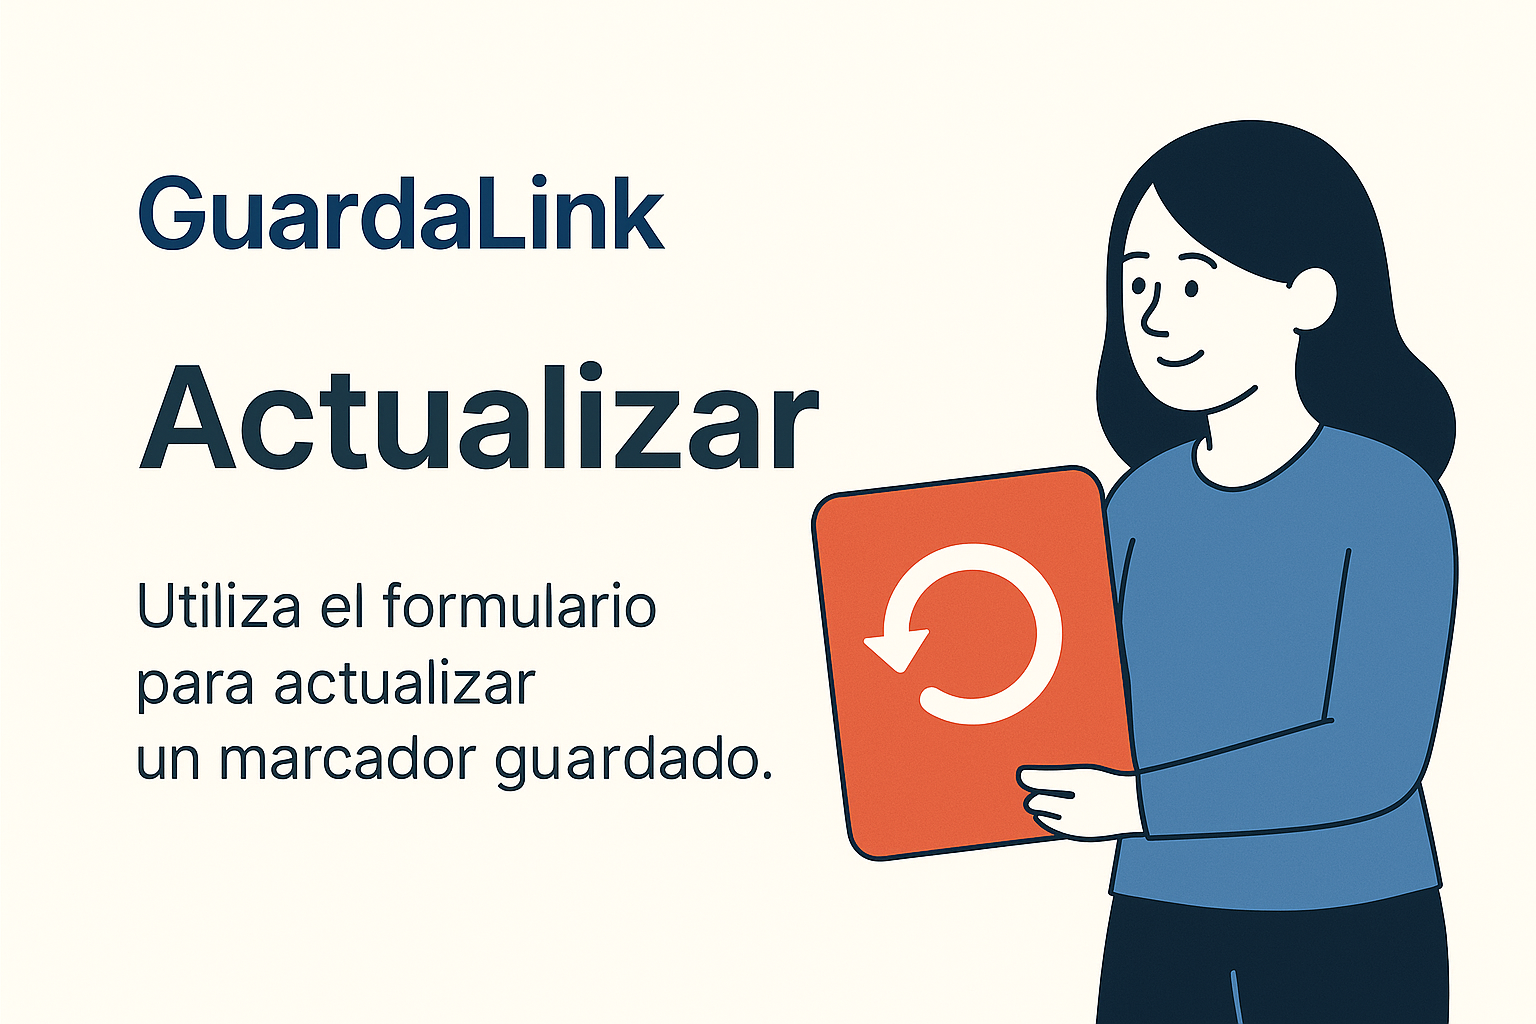 GuardaLink
Actualizar
Utiliza el formulario
para actualizar
un marcador guardado.